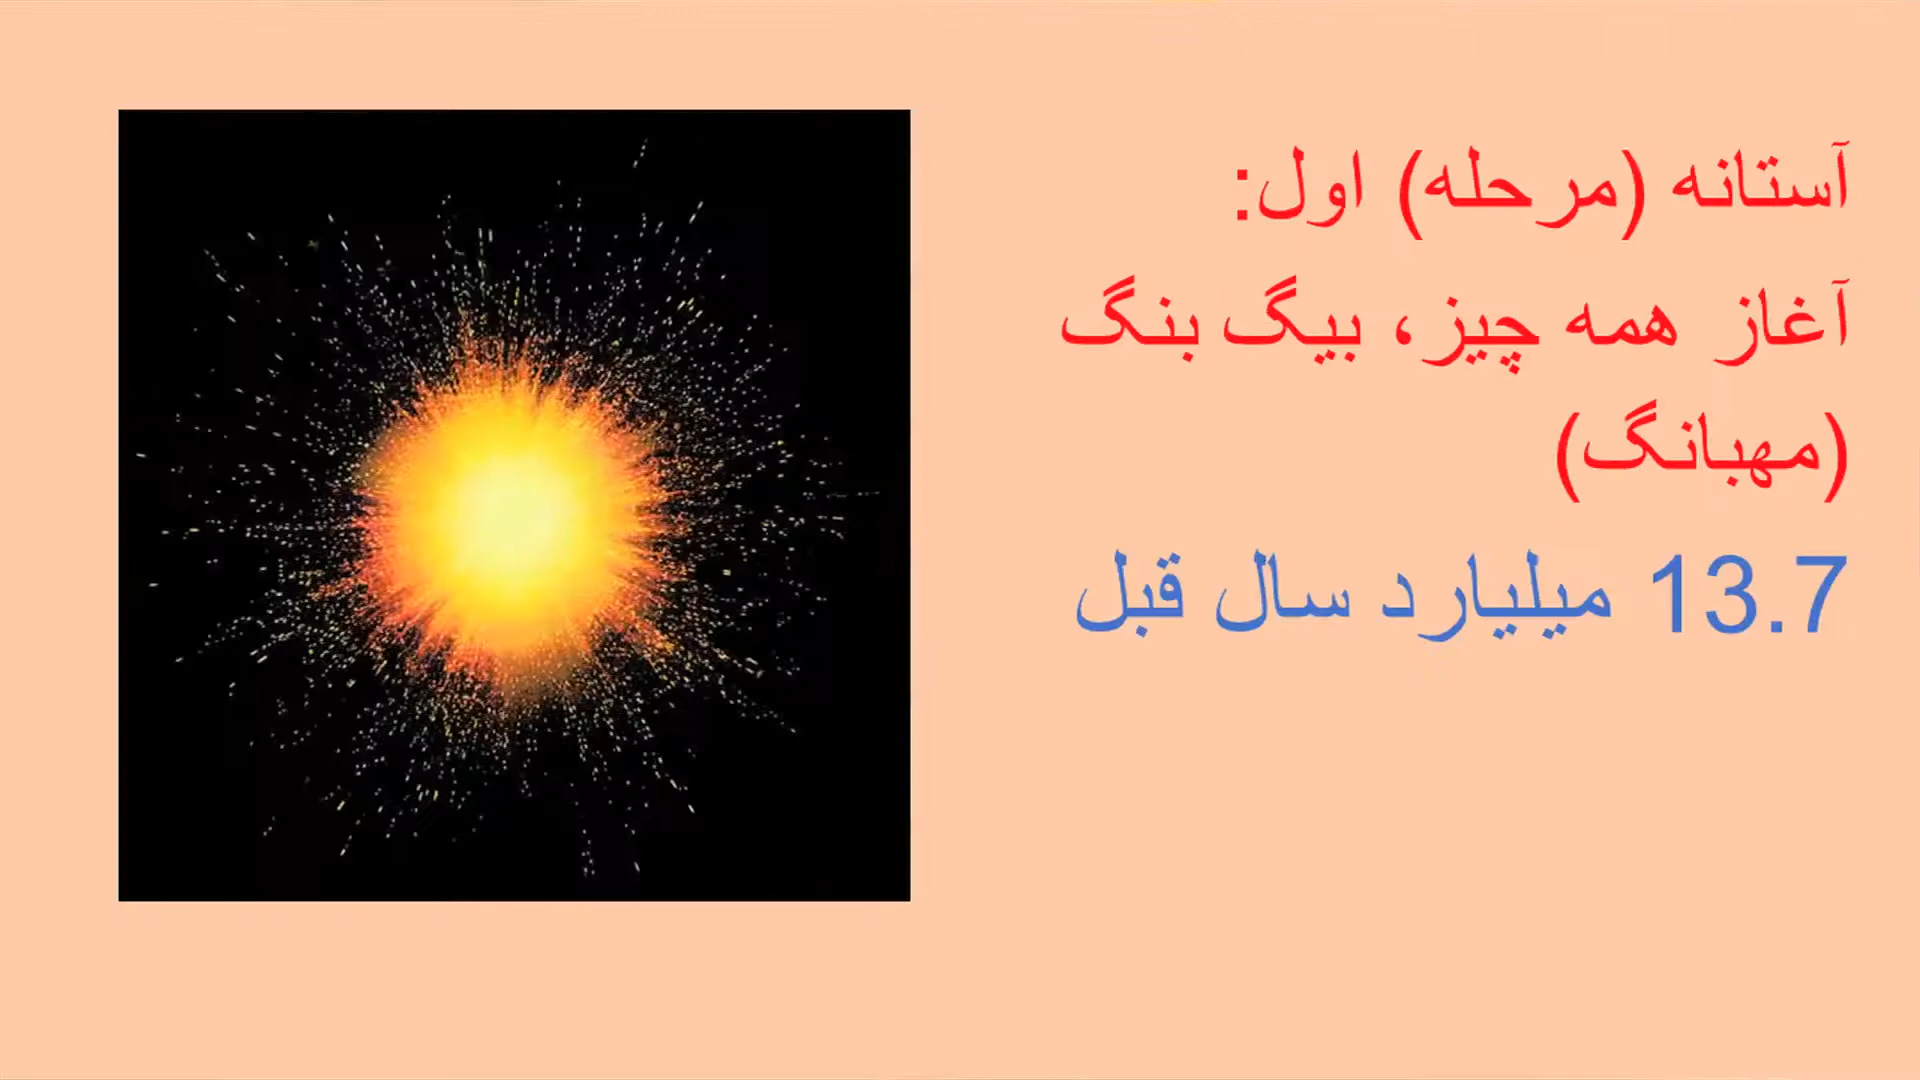 آستانه (مرحله) اول:
آغاز همه چیز، بیگ بنگ
(مهبانگ)
13.7 میلیارد سال قبل